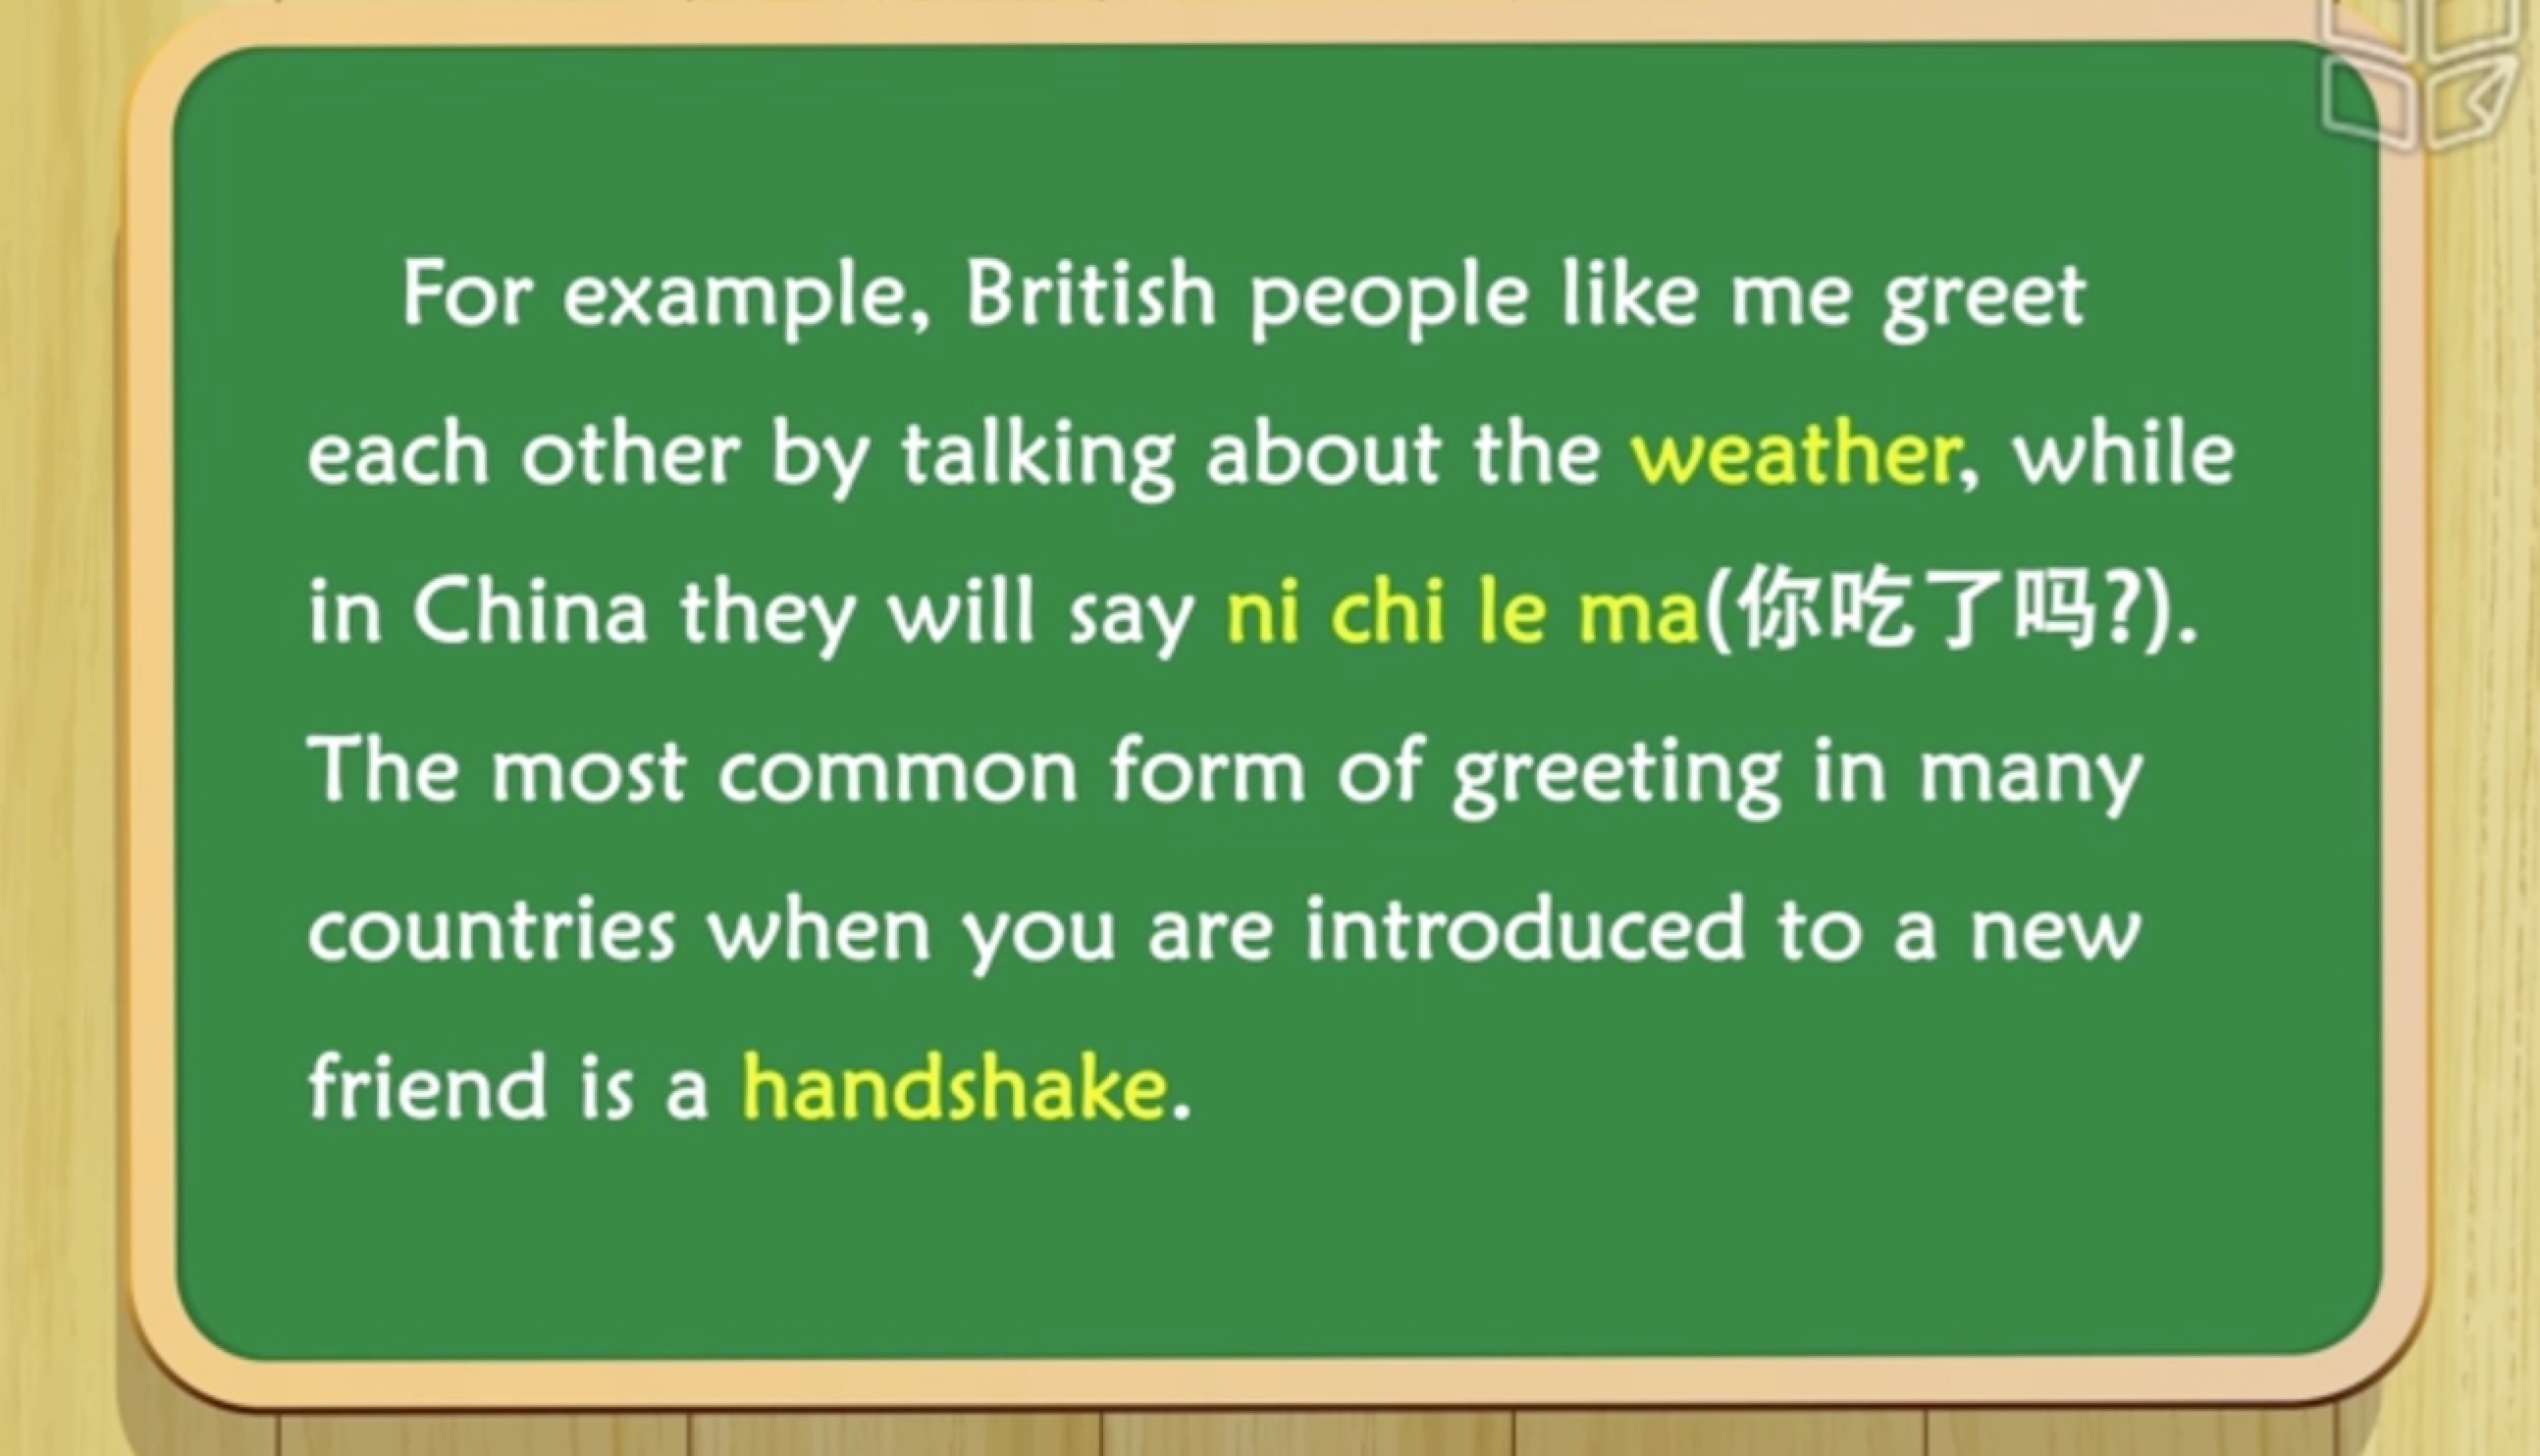 For example, British people like me greet
each other by talking about the weather, while
in China they will say ni chi le ma(你吃了吗?).
The most common form of greeting in many
countries when you are introduced to a new
friend is a handshake.